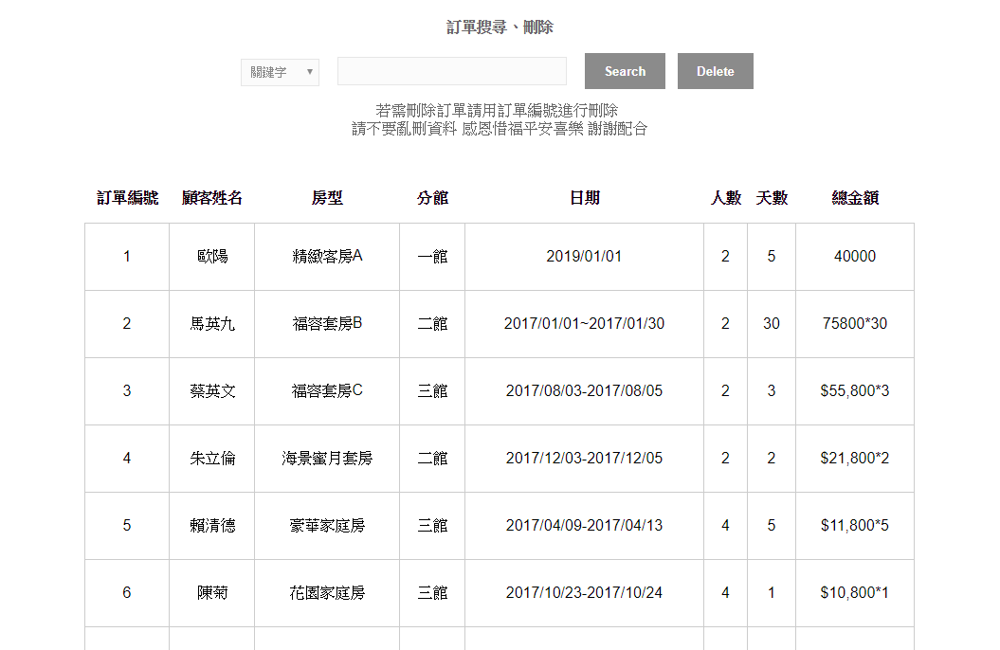 訂單搜尋、刪除
關鍵字 Search Delete
若需刪除訂單請用訂單編號進行刪除
請不要亂刪資料 感恩惜福平安喜樂 謝謝配合
訂單編號 顧客姓名 房型 分館 日期 人數 天數 總金額
1 歐陽 精緻客房A 一館 2019/01/01 2 5 40000
2 馬英九 福容套房B 二館 2017/01/01~2017/01/30 2 30 75800*30
3 蔡英文 福容套房C 三館 2017/08/03-2017/08/05 2 3 $55,800*3
4 朱立倫 海景蜜月套房 二館 2017/12/03-2017/12/05 2 2 $21,800*2
5 賴清德 豪華家庭房 三館 2017/04/09-2017/04/13 4 5 $11,800*5
6 陳菊 花園家庭房 三館 2017/10/23-2017/10/24 4 1 $10,800*1